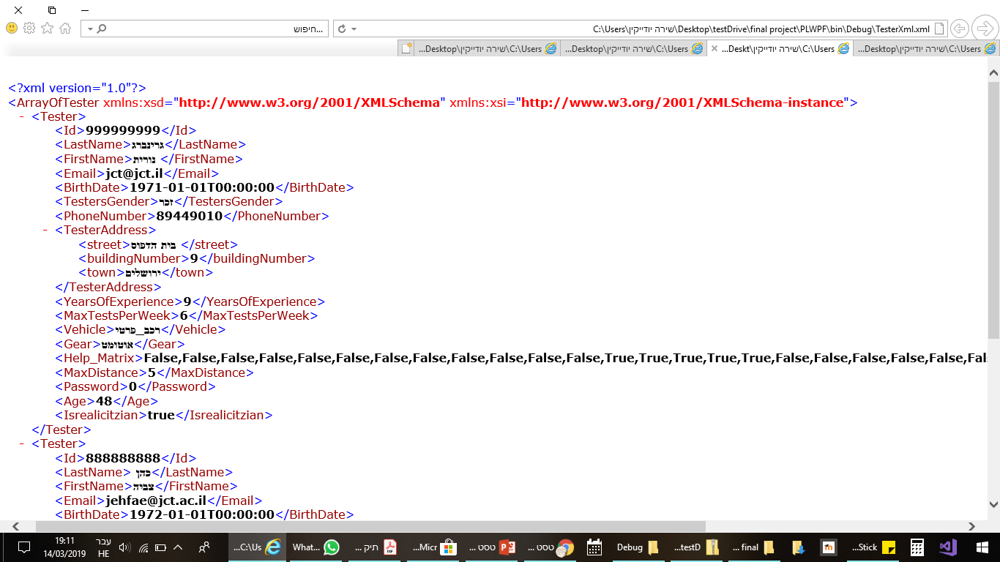 חיפוש...
C:\Users\שירה יודייקין\Desktop\testDrive\final project\PLWPF\bin\Debug\TesterXml.xml
C:\Users\שירה יודייקין\Desktop...
C:\Users\שירה יודייקין\Deskt...
C:\Users\שירה יודייקין\Desktop...
C:\Users\שירה יודייקין\Desktop...
<?xml version="1.0"?>
<ArrayOfTester xmlns:xsd="http://www.w3.org/2001/XMLSchema" xmlns:xsi="http://www.w3.org/2001/XMLSchema-instance">
- <Tester>
<Id>999999999</Id>
<LastName>גרינברג</LastName>
<FirstName>נורית </FirstName>
<Email>jct@jct.il</Email>
<BirthDate>1971-01-01T00:00:00</BirthDate>
<TestersGender>זכר</TestersGender>
<PhoneNumber>89449010</PhoneNumber>
- <TesterAddress>
<street>בית הדפוס </street>
<buildingNumber>9</buildingNumber>
<town>ירושלים</town>
</TesterAddress>
<YearsOfExperience>9</YearsOfExperience>
<MaxTestsPerWeek>6</MaxTestsPerWeek>
<Vehicle>רכב_פרטי</Vehicle>
<Gear>אוטומט</Gear>
<Help_Matrix>False,False,False,False,False,False,False,False,False,False,False,False,True,True,True,True,True,False,False,False,False,False,Fal
<MaxDistance>5</MaxDistance>
<Password>0</Password>
<Age>48</Age>
<Isrealicitzian>true</Isrealicitzian>
</Tester>
- <Tester>
<Id>888888888</Id>
<LastName> כהן</LastName>
<FirstName>צביה</FirstName>
<Email>jehfae@jct.ac.il</Email>
<BirthDate>1972-01-01T00:00:00</BirthDate>
19:11
14/03/2019
עבר
HE
C:\Us...
What...
תיק ...
Micr...
טסט ...
טסט ...
Debug
testD...
final ...
Stick...